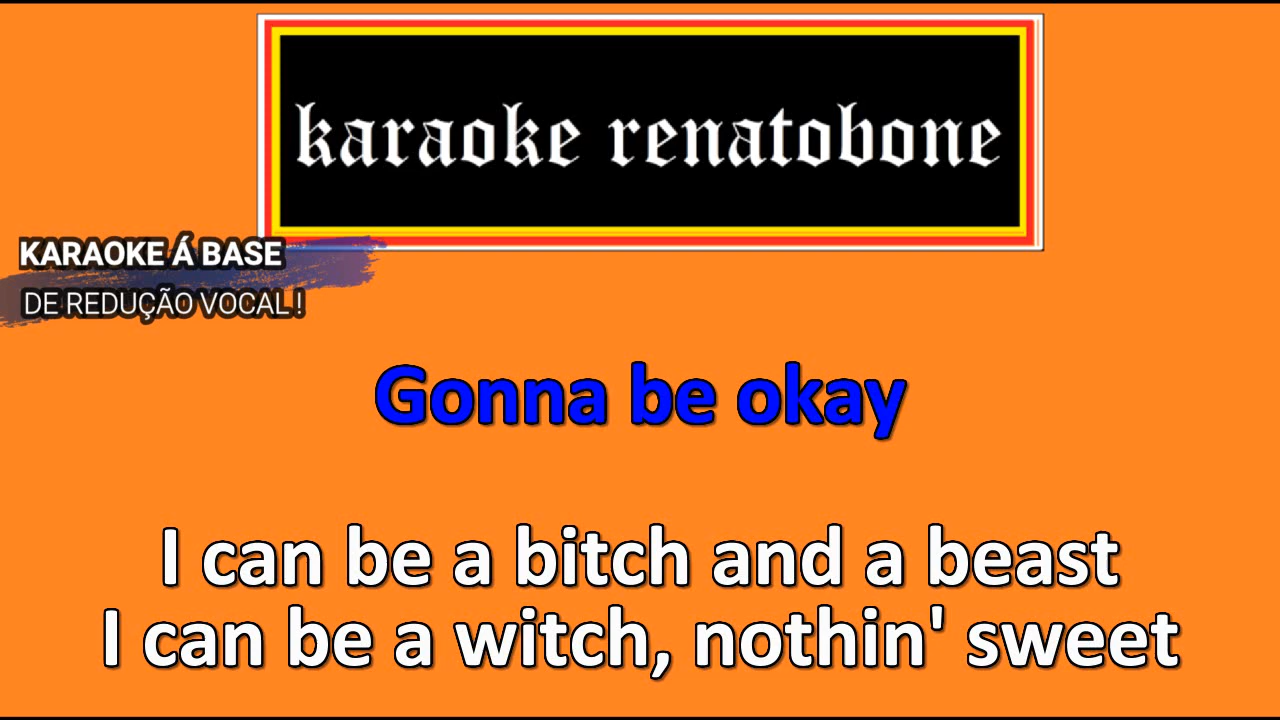 karaoke renatobone
KARAOKE Á BASE
DE REDUÇÃO VOCAL!
Gonna be okay
I can be a bitch and a beast
I can be a witch, nothin' sweet